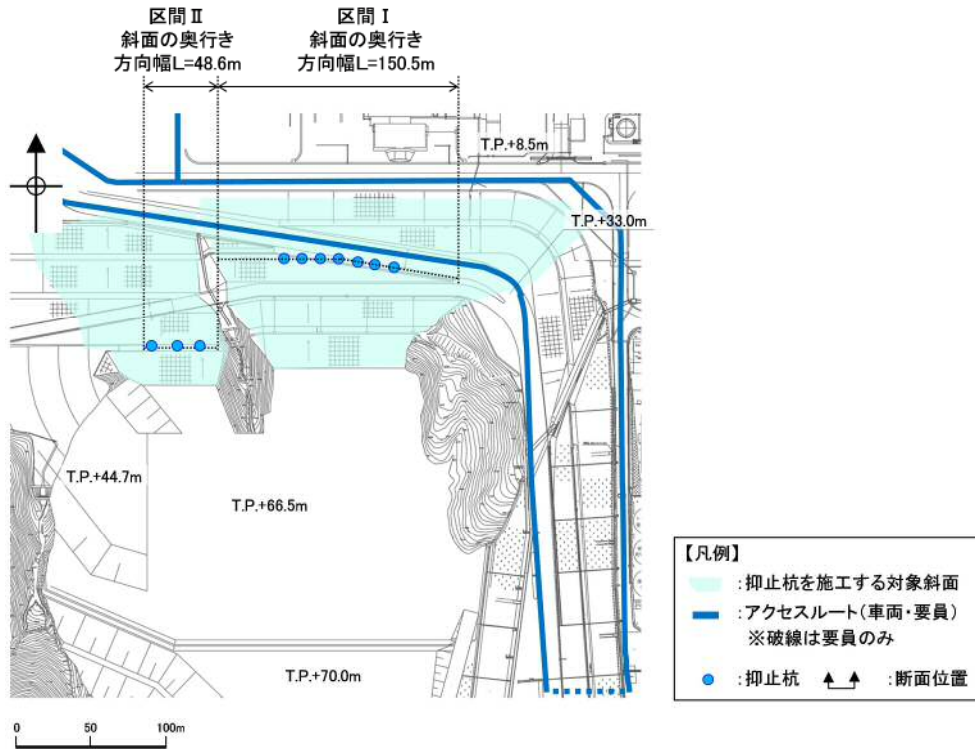 区間Ⅱ
斜面の奥行き
方向幅L=48.6m
区間Ⅰ
斜面の奥行き
方向幅L=150.5m
T.P.+8.5m
T.P.+33.0m
T.P.+44.7m
T.P.+66.5m
T.P.+70.0m
【凡例】
:抑止杭を施工する対象斜面
:アクセスルート(車両・要員)
※破線は要員のみ
:抑止杭
:断面位置
0 50 100m